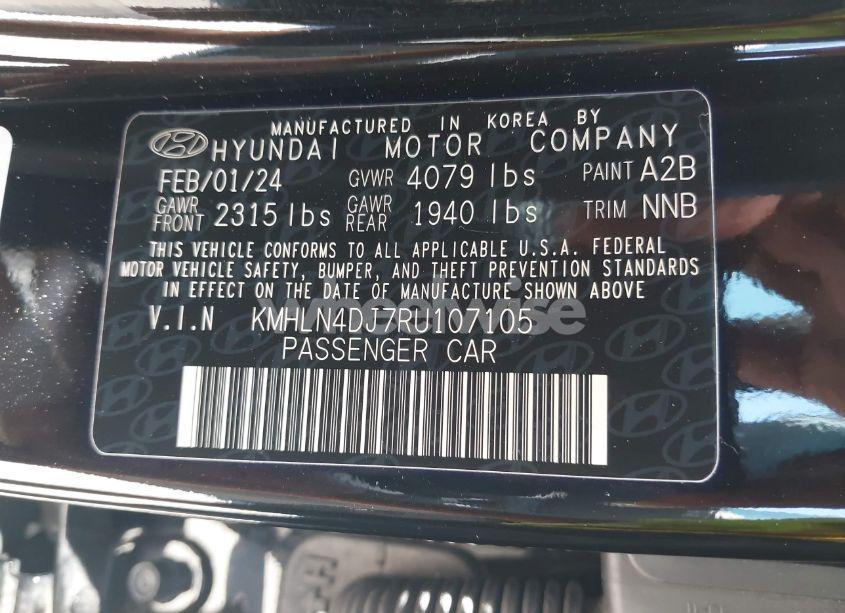 MANUFACTURED IN KOREA BY
HYUNDAI MOTOR COMPANY
FEB/01/24 GVWR 4079 lbs PAINT A2B
GAWR FRONT 2315 lbs GAWR REAR 1940 lbs TRIM NNB
THIS VEHICLE CONFORMS TO ALL APPLICABLE U.S.A. FEDERAL
MOTOR VEHICLE SAFETY, BUMPER, AND THEFT PREVENTION STANDARDS
IN EFFECT ON THE DATE OF MANUFACTURE SHOWN ABOVE
V.I.N KMHLN4DJ7RU107105
PASSENGER CAR